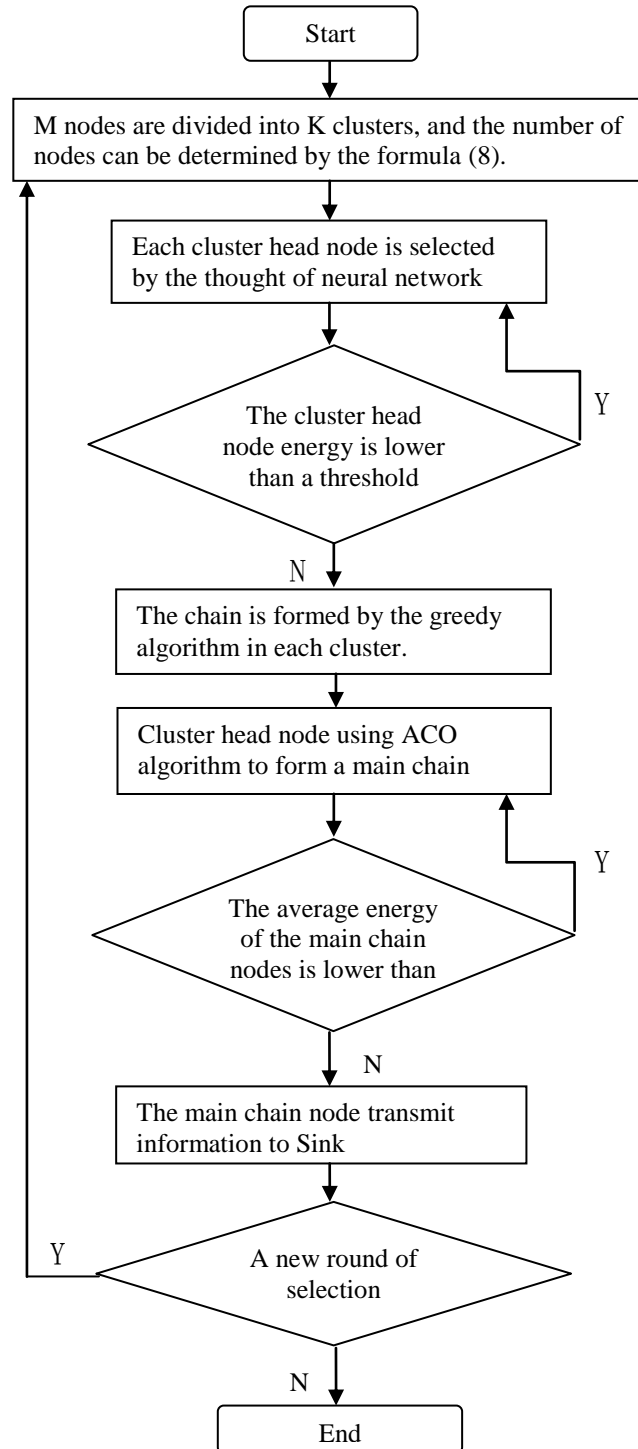 Start
M nodes are divided into K clusters, and the number of
nodes can be determined by the formula (8).
Each cluster head node is selected
by the thought of neural network
Y
The cluster head
node energy is lower
than a threshold
N
The chain is formed by the greedy
algorithm in each cluster.
Cluster head node using ACO
algorithm to form a main chain
Y
The average energy
of the main chain
nodes is lower than
N
The main chain node transmit
information to Sink
Y
A new round of
selection
N
End